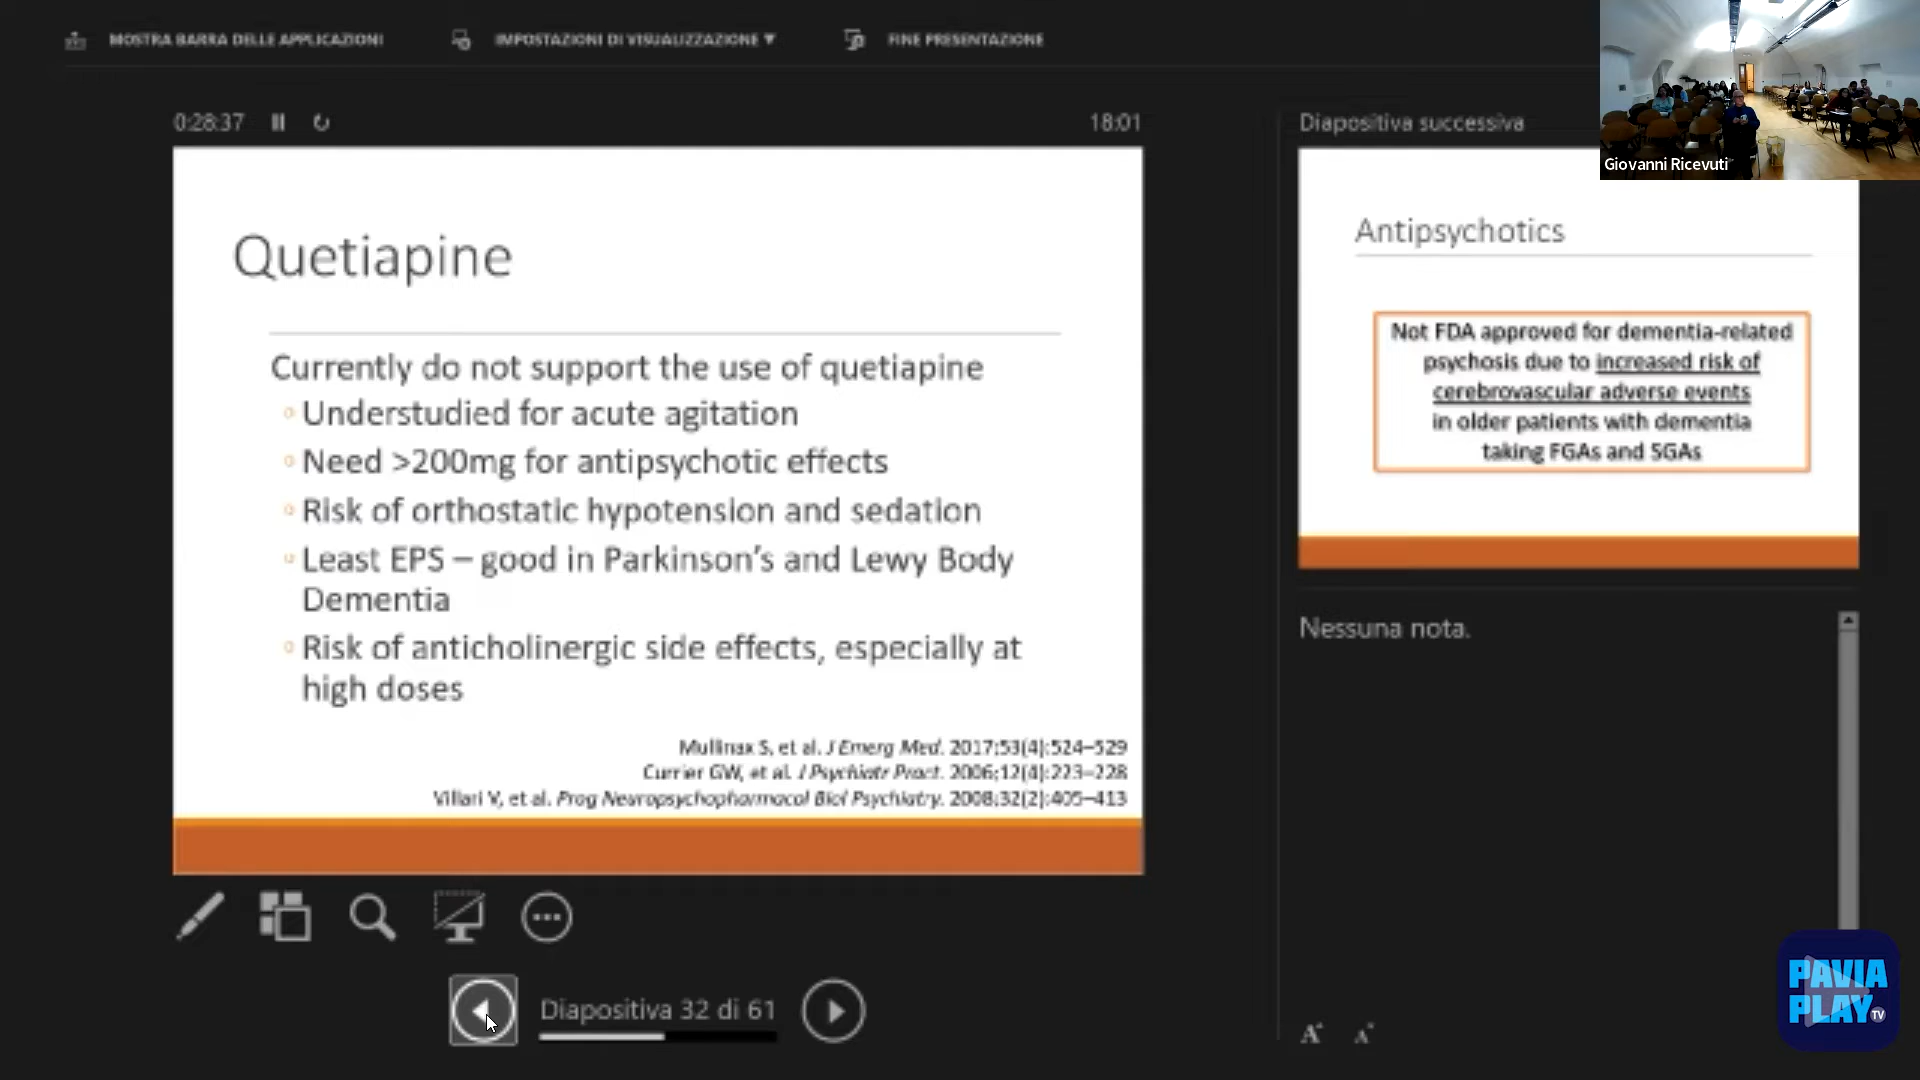 MOSTRA BARRA DELLE APPLICAZIONI
IMPOSTAZIONI DI VISUALIZZAZIONE ▼
FINE PRESENTAZIONE
0:28:37
18:01
Quetiapine
Currently do not support the use of quetiapine
Understudied for acute agitation
Need >200mg for antipsychotic effects
Risk of orthostatic hypotension and sedation
Least EPS – good in Parkinson's and Lewy Body
Dementia
Risk of anticholinergic side effects, especially at
high doses
Mullinax S, et al. J Emerg Med. 2017;53(4):524–529
Currier GW, et al. J Psychiatr Pract. 2006;12(4):223–228
Villari V, et al. Prog Neuropsychopharmacol Biol Psychiatry. 2008;32(2):405–413
Diapositiva 32 di 61
Diapositiva successiva
Giovanni Ricevuti
Antipsychotics
Not FDA approved for dementia-related
psychosis due to increased risk of
cerebrovascular adverse events
in older patients with dementia
taking FGAs and SGAs
Nessuna nota.
A A
PAVIA
PLAY TV